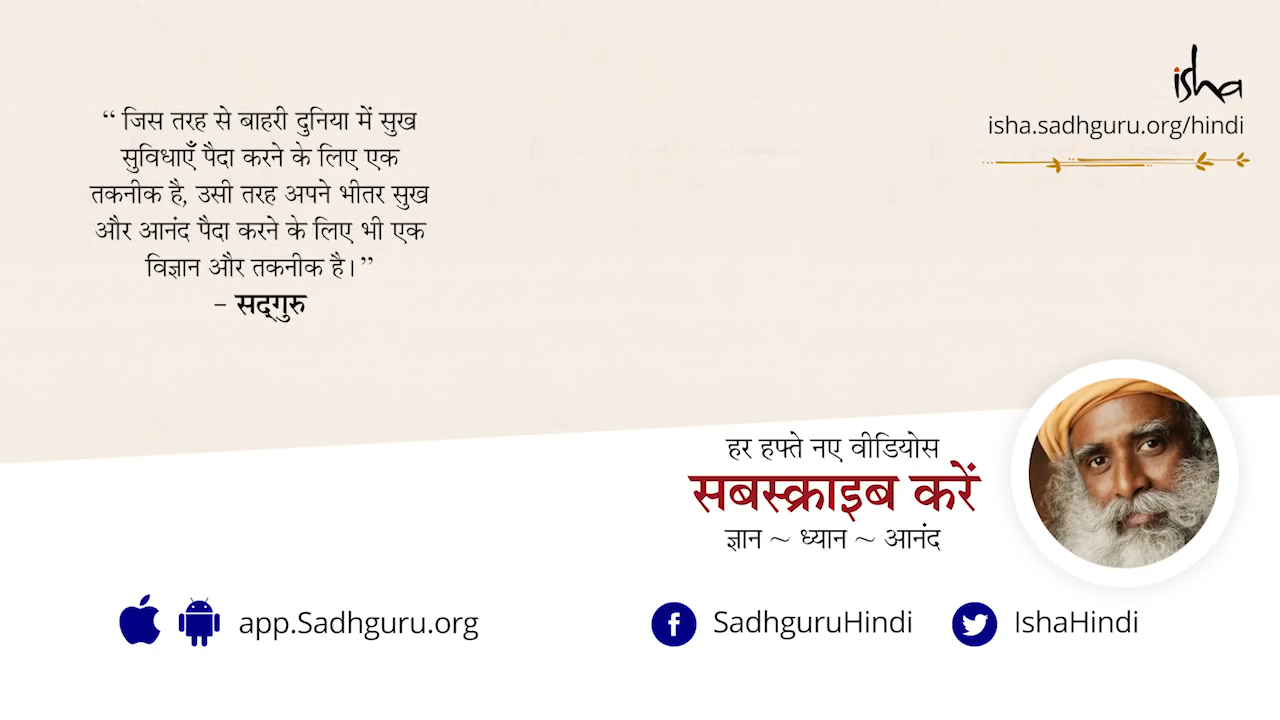 “ जिस तरह से बाहरी दुनिया में सुख
सुविधाएँ पैदा करने के लिए एक
तकनीक है, उसी तरह अपने भीतर सुख
और आनंद पैदा करने के लिए भी एक
विज्ञान और तकनीक है।”
- सद्गुरु
isha
isha.sadhguru.org/hindi
हर हफ्ते नए वीडियोस
सबस्क्राइब करें
ज्ञान ~ ध्यान ~ आनंद
app.Sadhguru.org
SadhguruHindi
IshaHindi